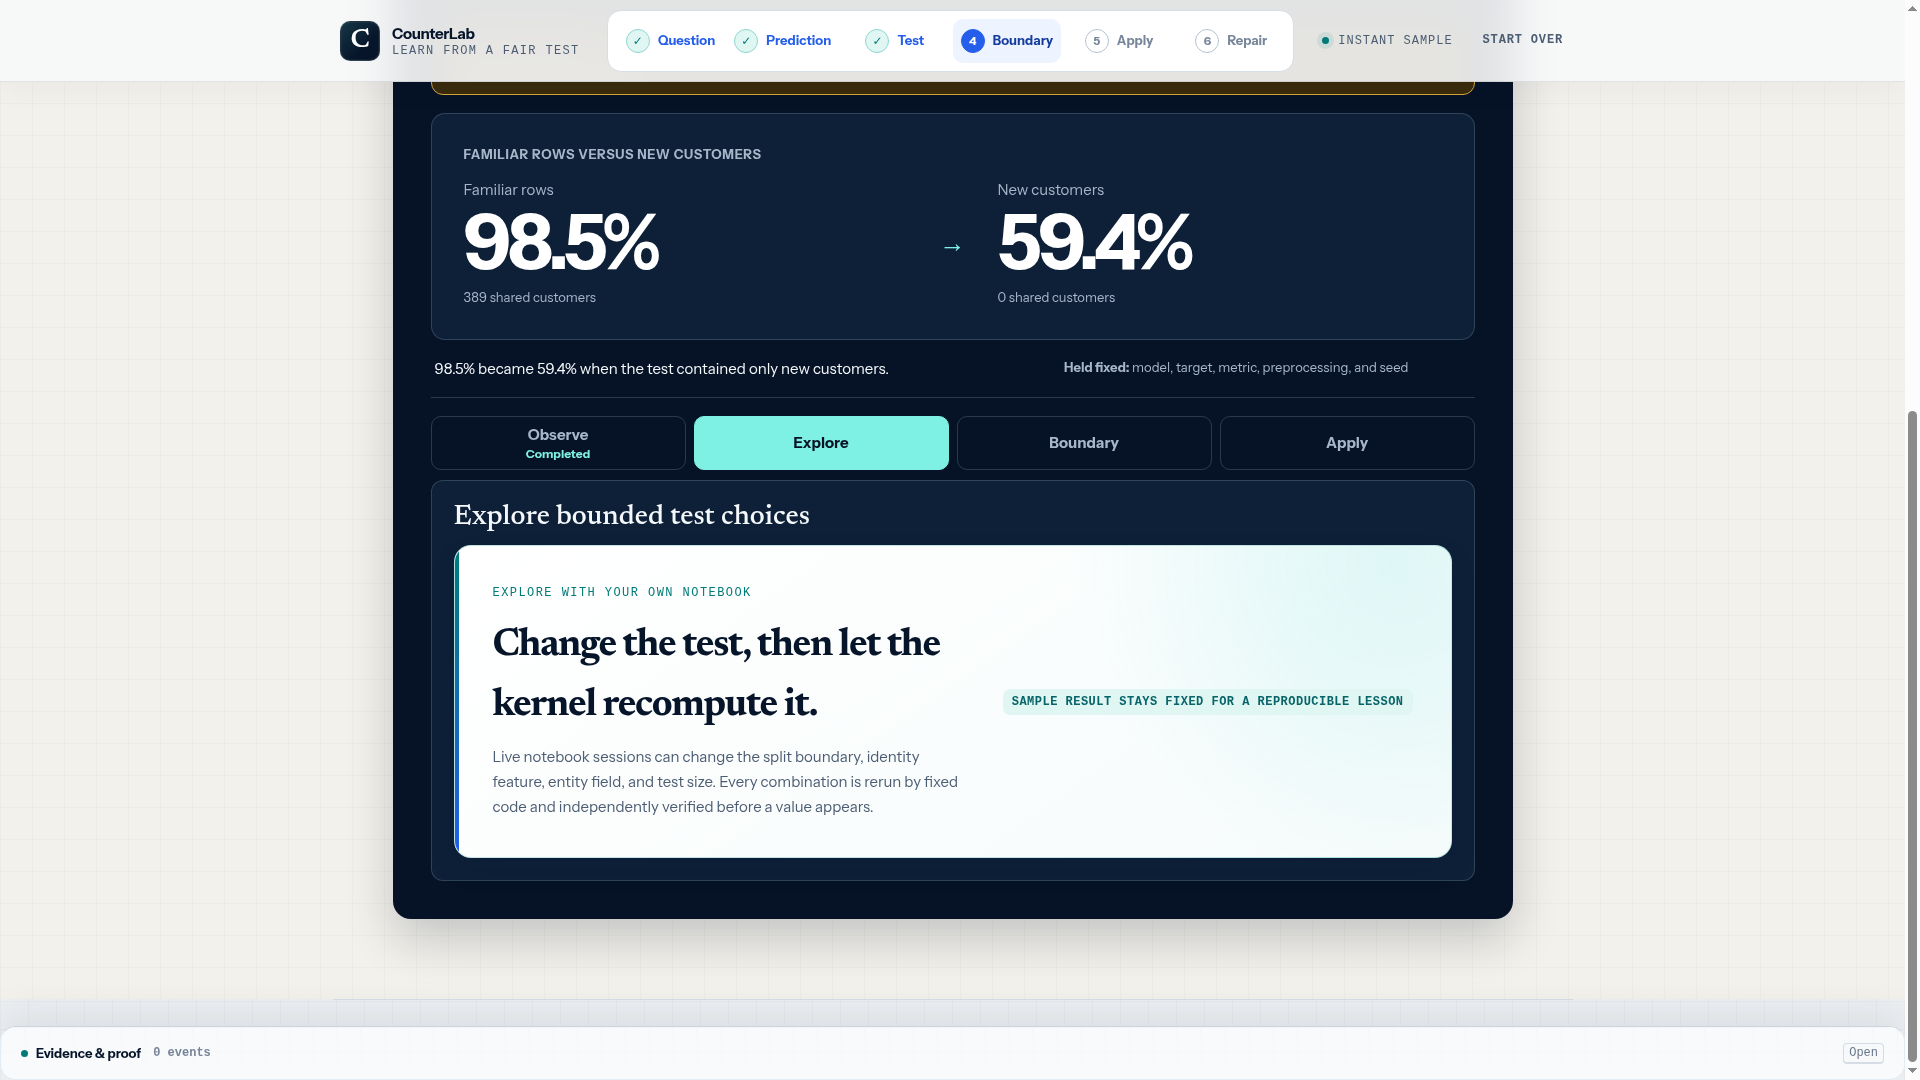 C
CounterLab
LEARN FROM A FAIR TEST
✓ Question
✓ Prediction
✓ Test
4 Boundary
5 Apply
6 Repair
INSTANT SAMPLE
START OVER
FAMILIAR ROWS VERSUS NEW CUSTOMERS
Familiar rows
98.5%
389 shared customers
→
New customers
59.4%
0 shared customers
98.5% became 59.4% when the test contained only new customers.
Held fixed: model, target, metric, preprocessing, and seed
Observe
Completed
Explore
Boundary
Apply
Explore bounded test choices
EXPLORE WITH YOUR OWN NOTEBOOK
Change the test, then let the
kernel recompute it.
Live notebook sessions can change the split boundary, identity
feature, entity field, and test size. Every combination is rerun by fixed
code and independently verified before a value appears.
SAMPLE RESULT STAYS FIXED FOR A REPRODUCIBLE LESSON
Evidence & proof 0 events
Open